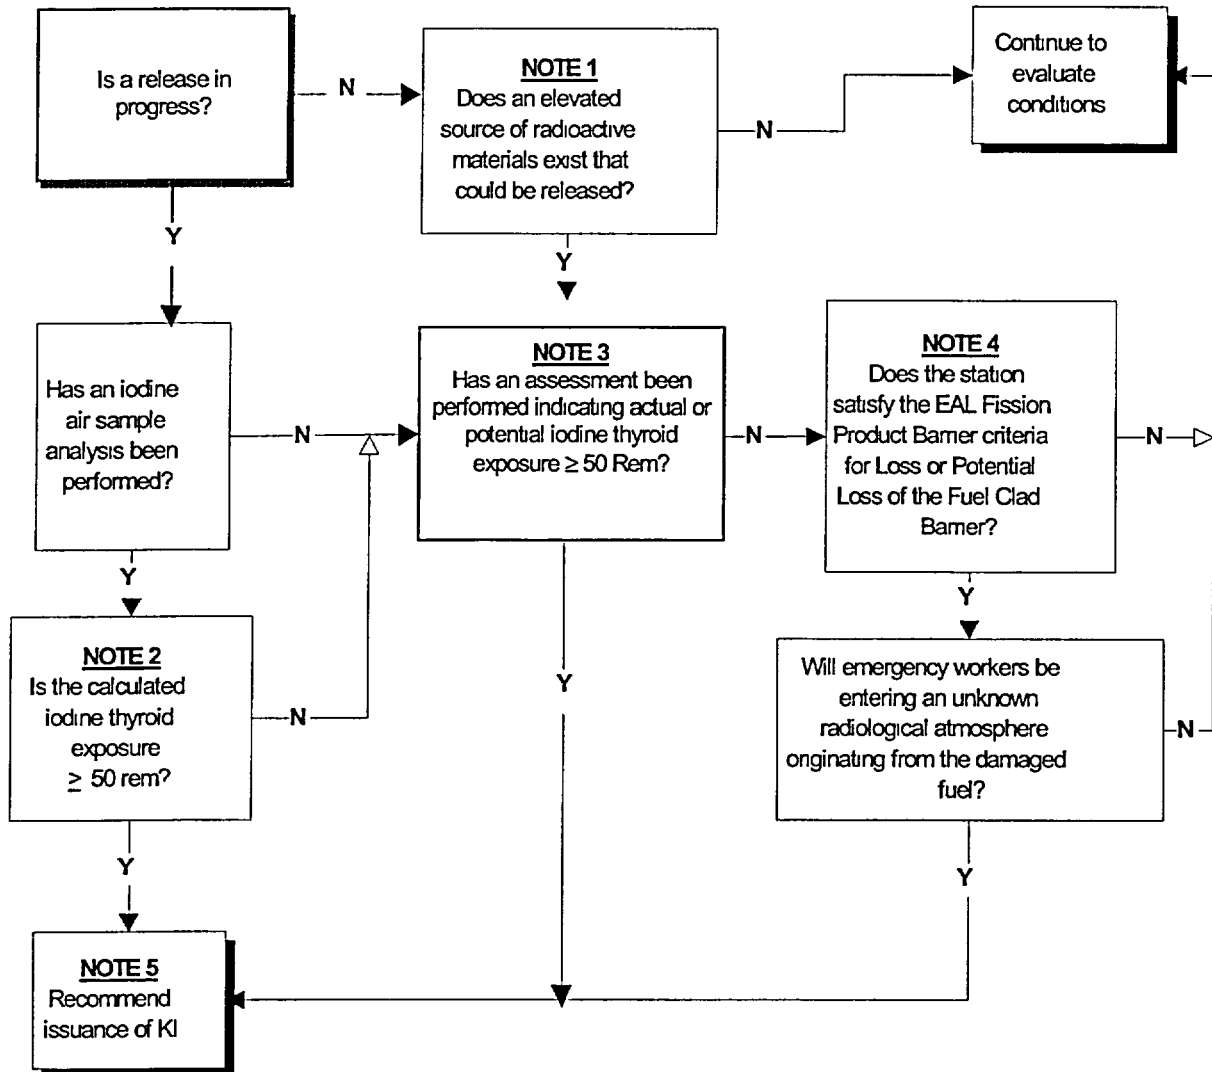 Is a release in
progress?
N
NOTE 1
Does an elevated
source of radioactive
materials exist that
could be released?
N
Continue to
evaluate
conditions
Y
Y
Has an iodine
air sample
analysis been
performed?
N
NOTE 3
Has an assessment been
performed indicating actual or
potential iodine thyroid
exposure ≥ 50 Rem?
N
NOTE 4
Does the station
satisfy the EAL Fission
Product Barrier criteria
for Loss or Potential
Loss of the Fuel Clad
Barrier?
N
Y
Y
NOTE 2
Is the calculated
iodine thyroid
exposure
≥ 50 rem?
N
Y
Will emergency workers be
entering an unknown
radiological atmosphere
originating from the damaged
fuel?
N
Y
Y
NOTE 5
Recommend
issuance of KI